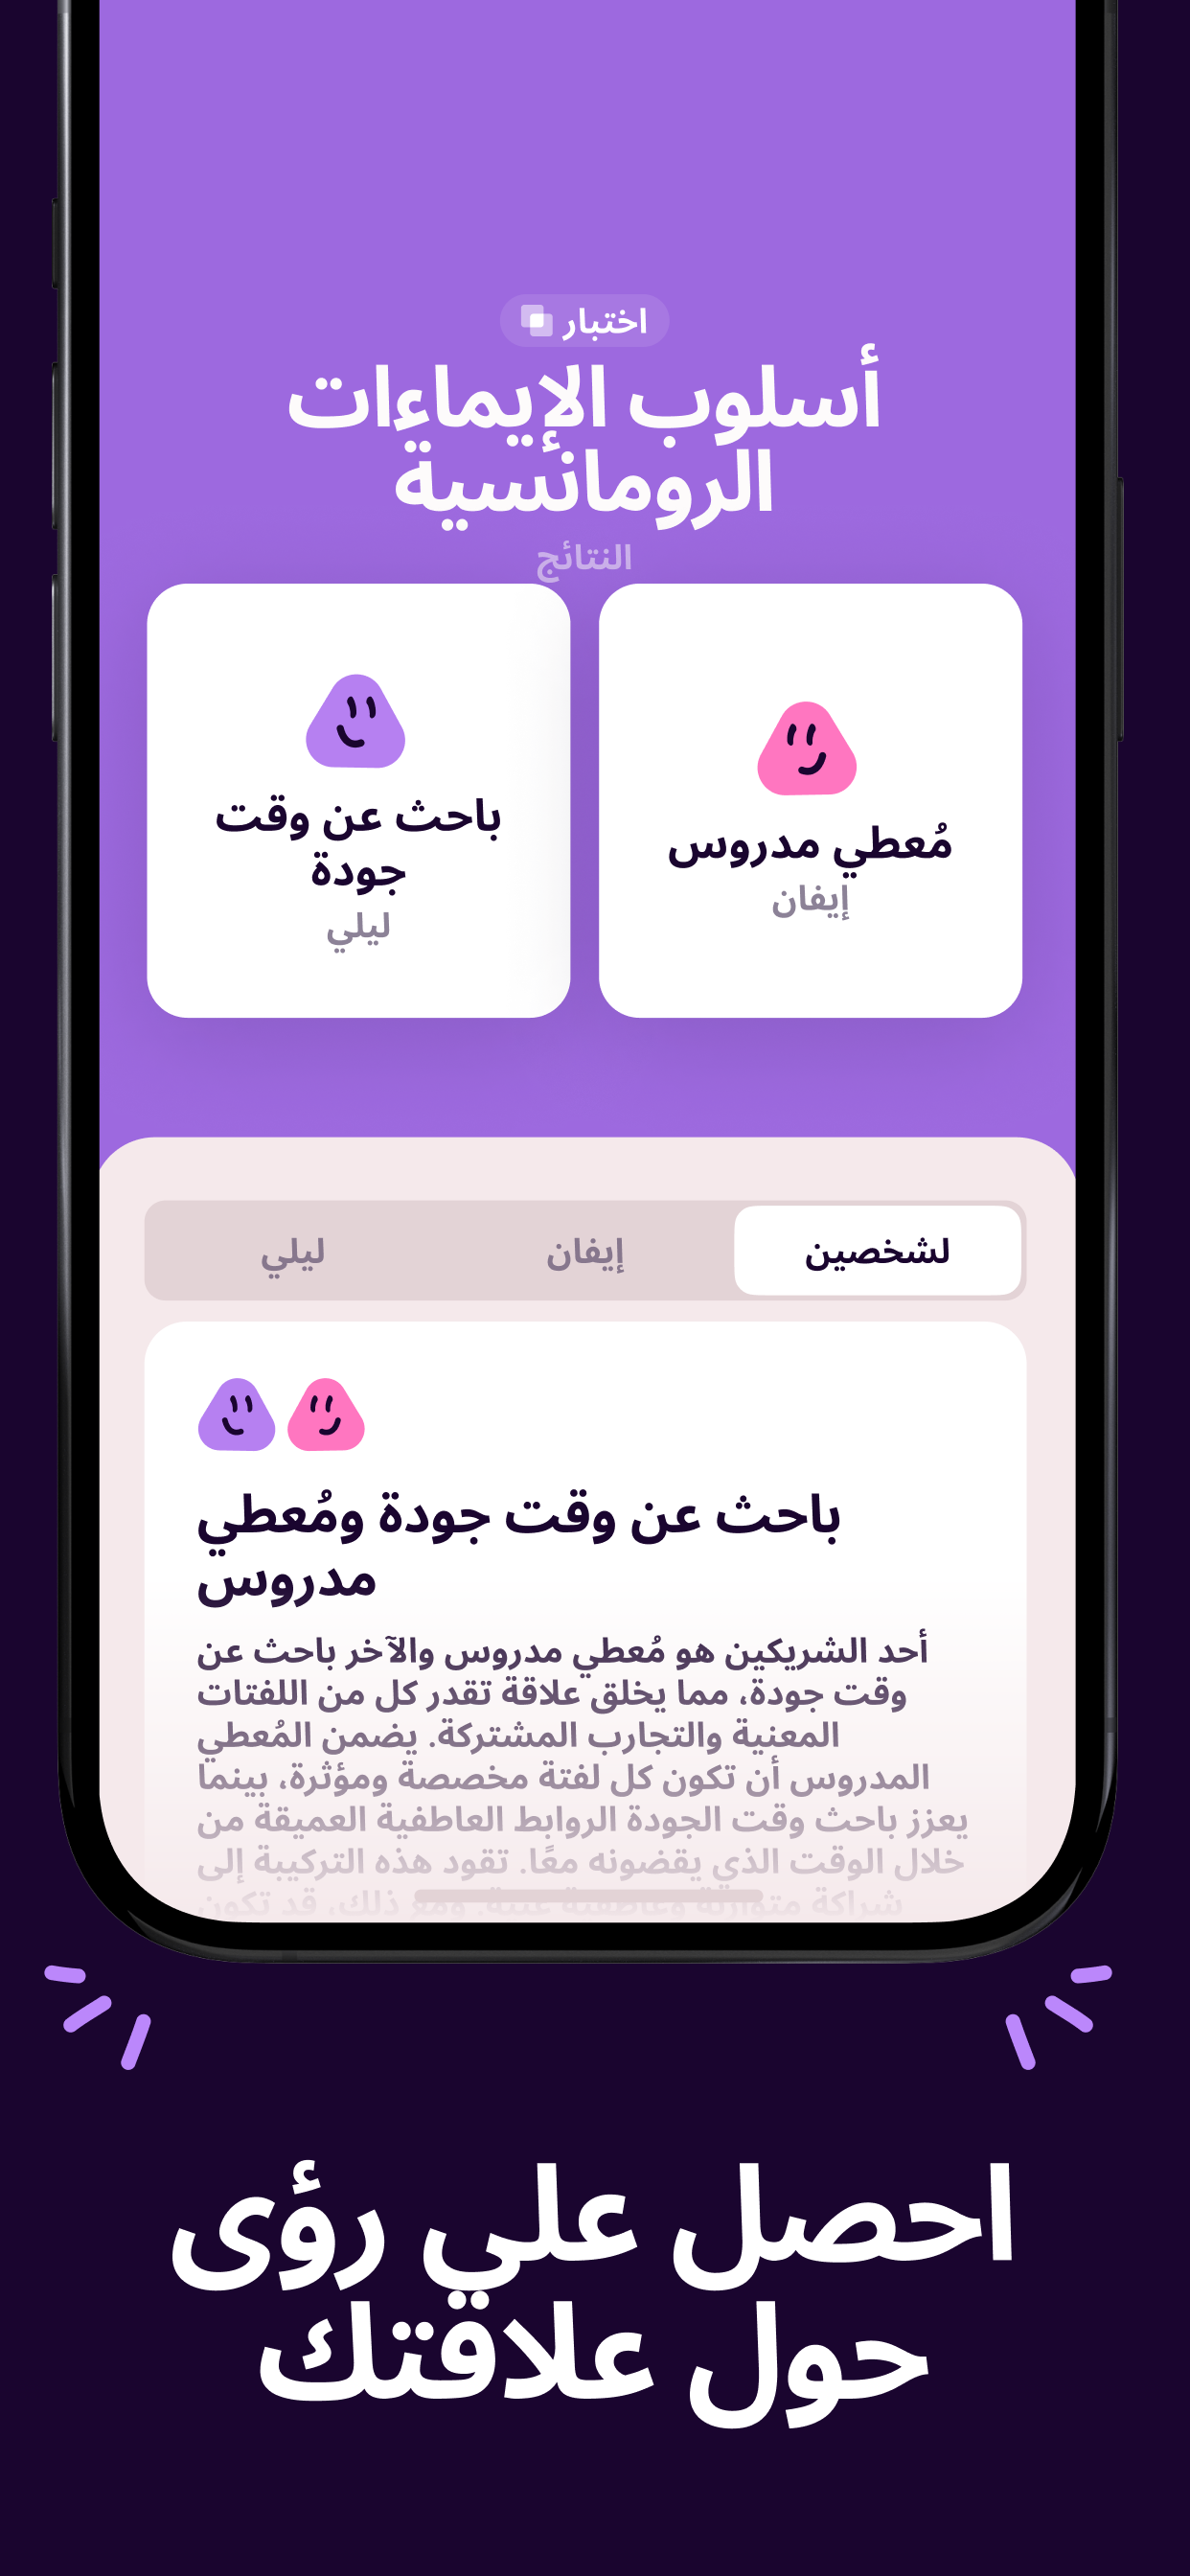 اختبار
أسلوب الإيماءات
الرومانسية
النتائج
مُعطي مدروس
إيفان
باحث عن وقت
جودة
ليلي
لشخصين
إيفان
ليلي
باحث عن وقت جودة ومُعطي
مدروس
أحد الشريكين هو مُعطي مدروس والآخر باحث عن
وقت جودة، مما يخلق علاقة تقدر كل من اللفتات
المعنية والتجارب المشتركة. يضمن المُعطي
المدروس أن تكون كل لفتة مخصصة ومؤثرة، بينما
يعزز باحث وقت الجودة الروابط العاطفية العميقة من
خلال الوقت الذي يقضونه معًا. تقود هذه التركيبة إلى
شراكة متوازنة وعاطفية غنية. ومع ذلك، قد تكون
احصل على رؤى
حول علاقتك